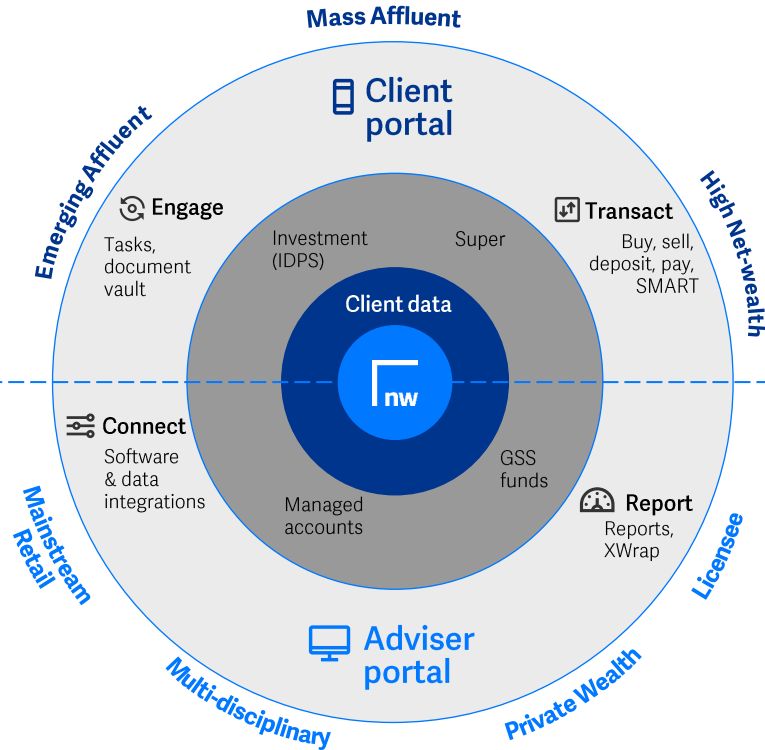 Mass Affluent
Client
portal
Emerging Affluent
High Net-wealth
Engage
Tasks,
document
vault
Transact
Buy, sell,
deposit, pay,
SMART
Investment
(IDPS)
Super
Client data
nw
Connect
Software
& data
integrations
GSS
funds
Managed
accounts
Report
Reports,
XWrap
Mainstream
Retail
Licensee
Adviser
portal
Multi-disciplinary
Private Wealth